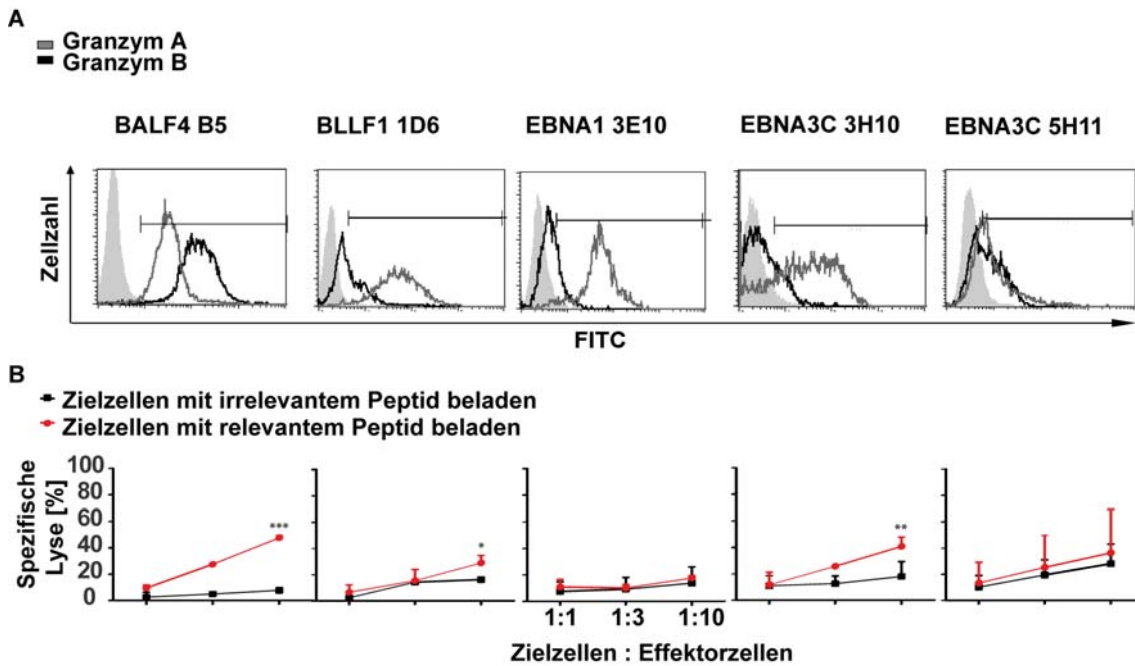 A
Granzym A
Granzym B
BALF4 B5
BLLF1 1D6
EBNA1 3E10
EBNA3C 3H10
EBNA3C 5H11
Zellzahl
FITC
B
Zielzellen mit irrelevantem Peptid beladen
Zielzellen mit relevantem Peptid beladen
Spezifische
Lyse [%]
100
80
60
40
20
0
***
*
**
1:1 1:3 1:10
Zielzellen : Effektorzellen